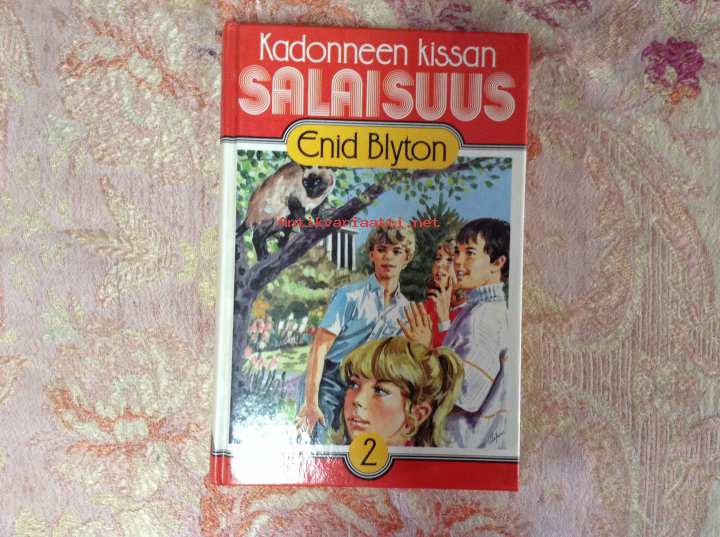 Kadonneen kissan
SALAISUUS
Enid Blyton
Antikvariaatti.net
2